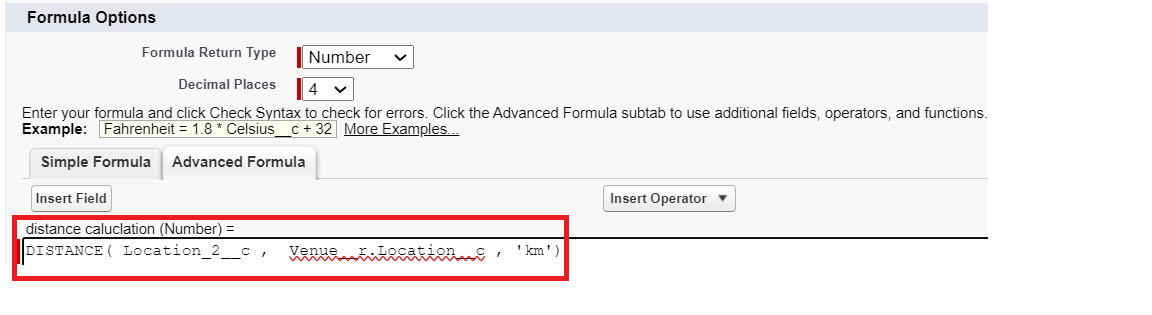 Formula Options
Formula Return Type Number
Decimal Places 4
Enter your formula and click Check Syntax to check for errors. Click the Advanced Formula subtab to use additional fields, operators, and functions.
Example: Fahrenheit = 1.8 * Celsius__c + 32 More Examples...
Simple Formula Advanced Formula
Insert Field Insert Operator
distance caluclation (Number) =
DISTANCE( Location_2__c , Venue__r.Location__c , 'km')